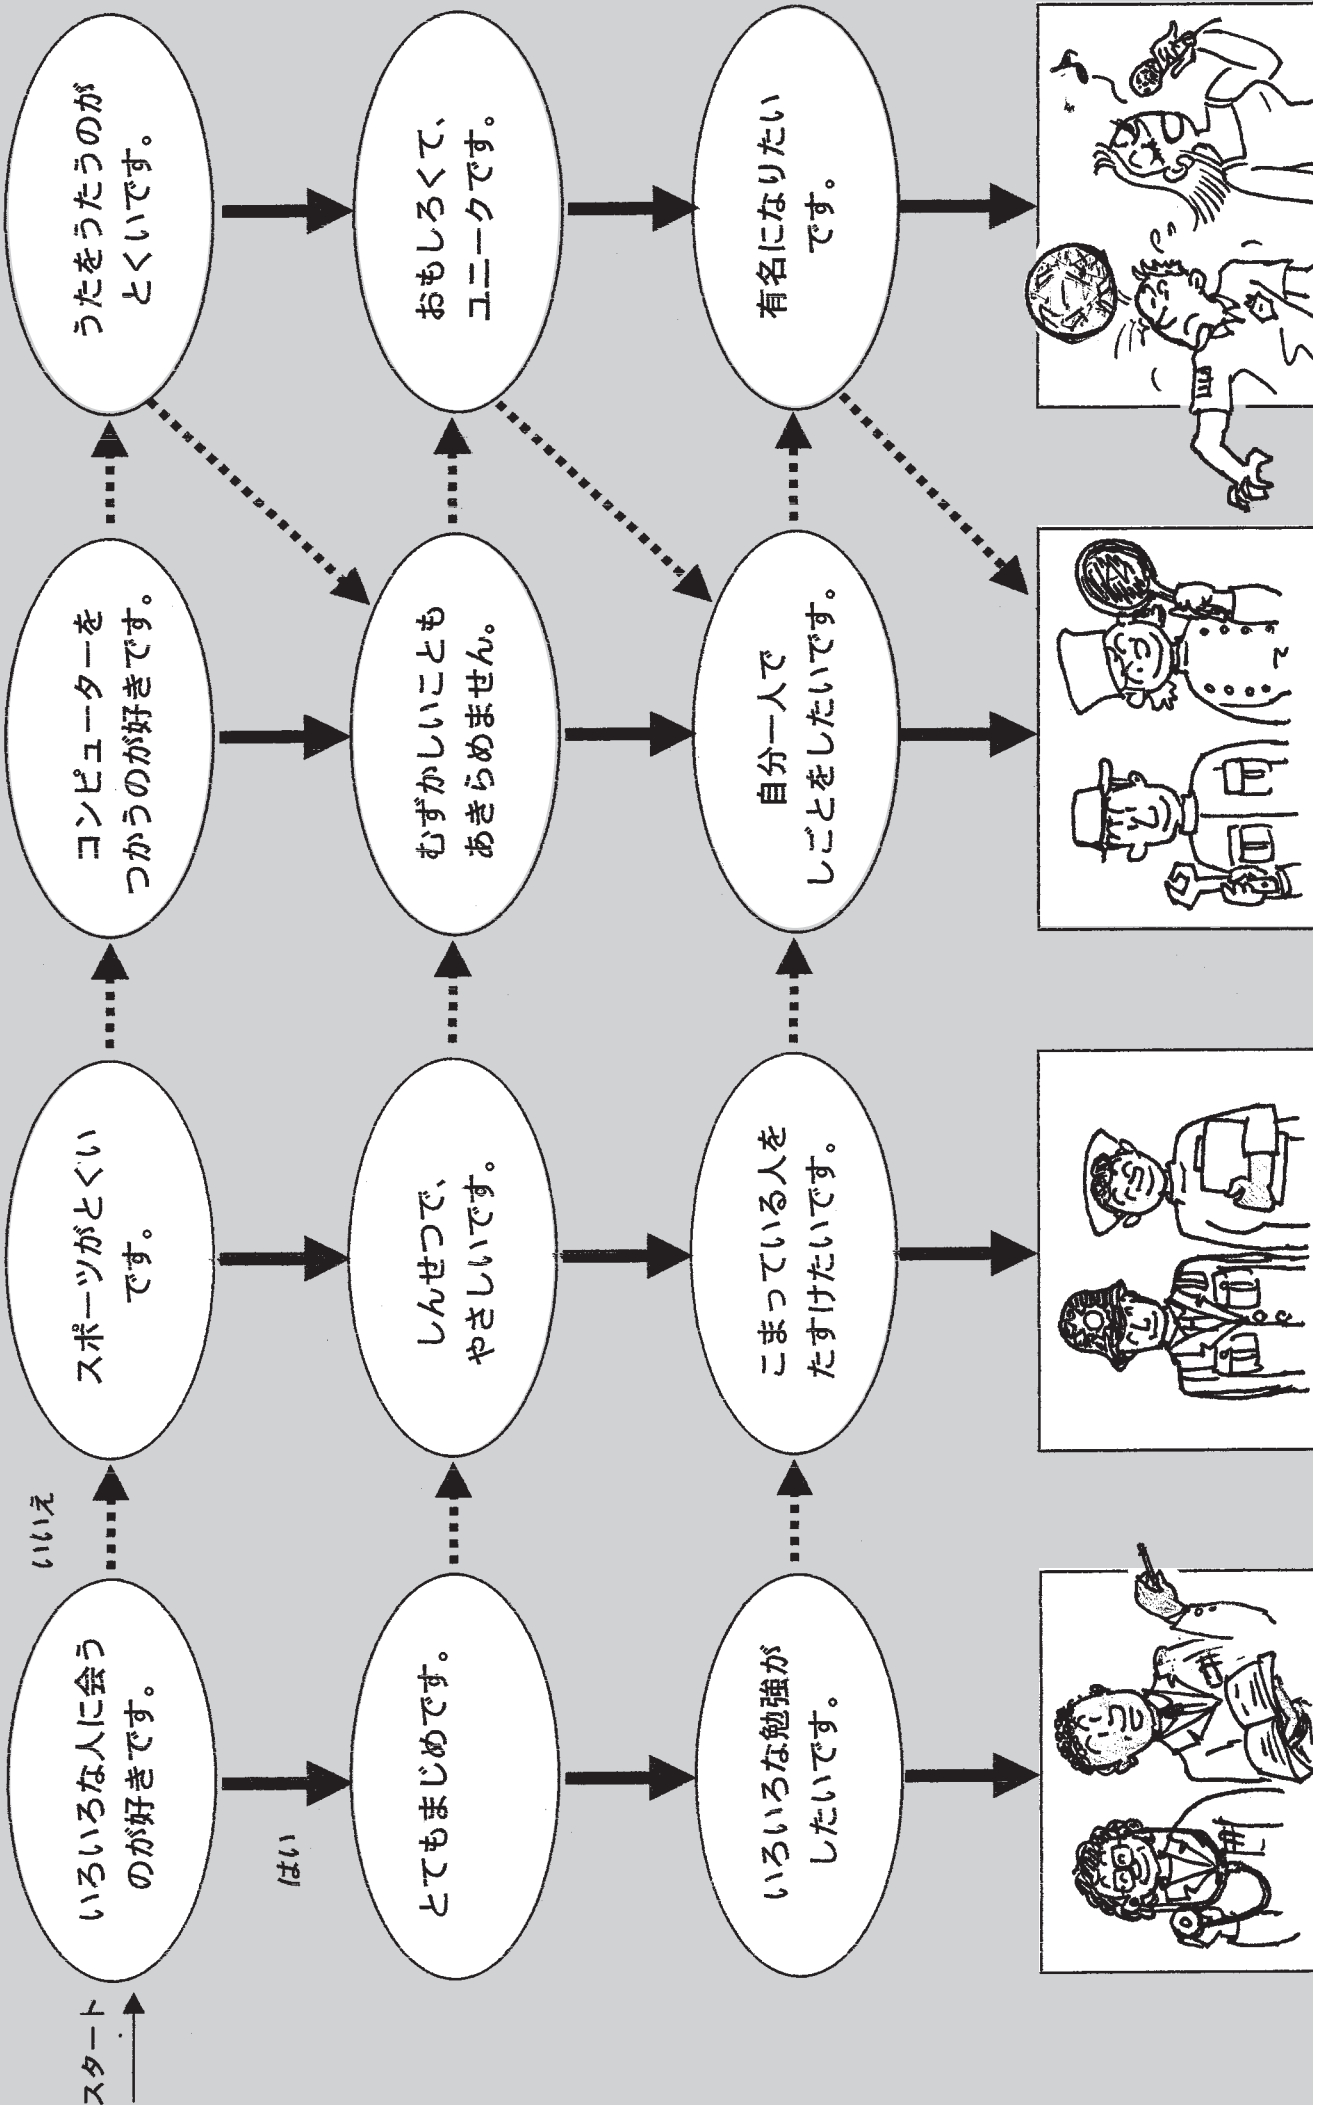 スタート
いろいろな人に会う
のが好きです。
いいえ
スポーツがとくい
です。
コンピューターを
つかうのが好きです。
うたをうたうのが
とくいです。
はい
とてもまじめです。
しんせつで、
やさしいです。
むずかしいことも
あきらめません。
おもしろくて、
ユニークです。
いろいろな勉強が
したいです。
こまっている人を
たすけたいです。
自分一人で
しごとをしたいです。
有名になりたい
です。